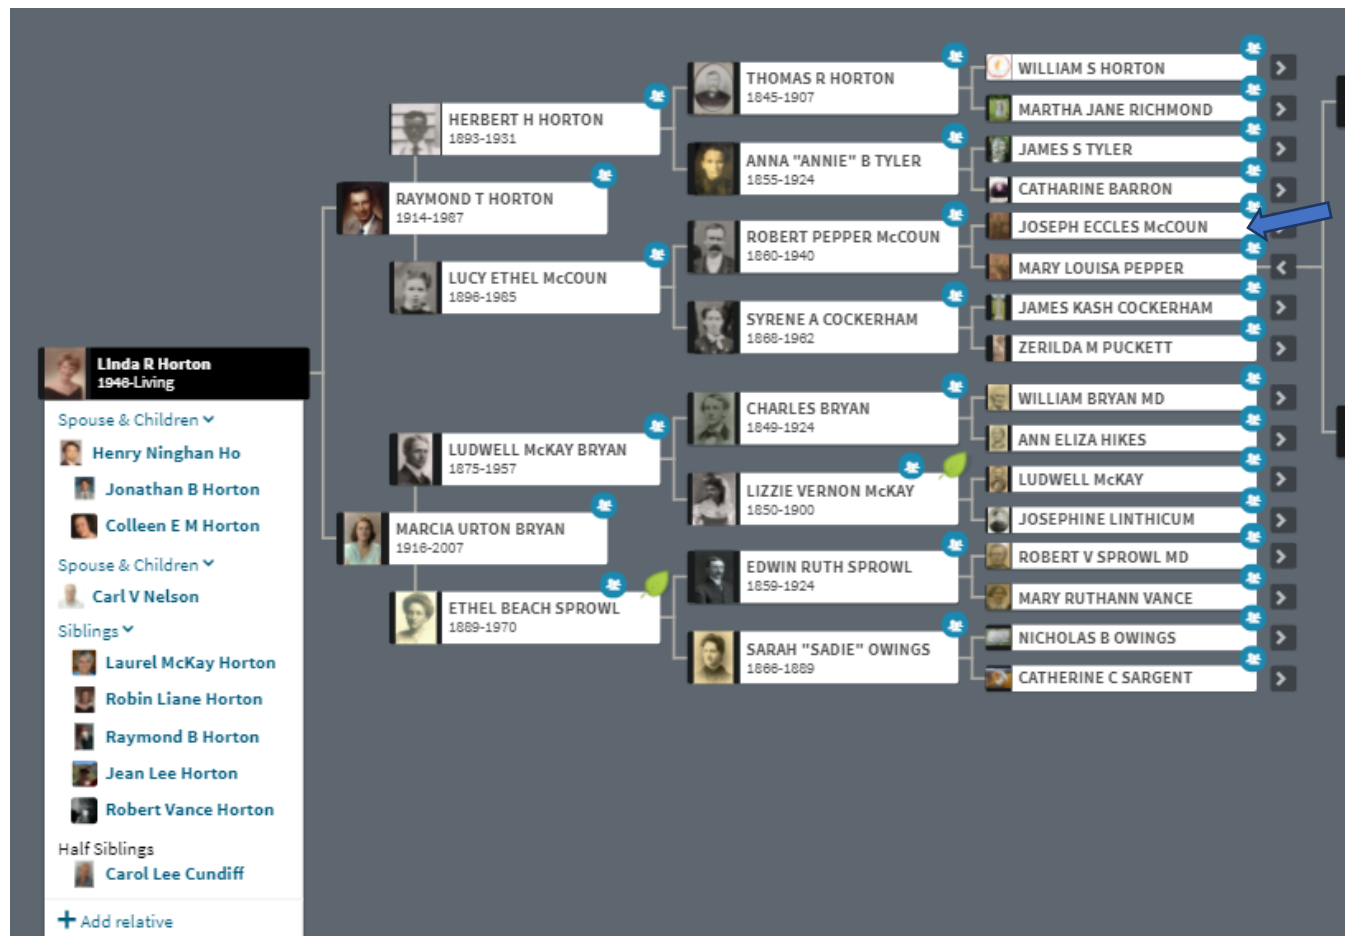 Linda R Horton
1946-Living
Spouse & Children
Henry Ninghan Ho
Jonathan B Horton
Colleen E M Horton
Spouse & Children
Carl V Nelson
Siblings
Laurel McKay Horton
Robin Liane Horton
Raymond B Horton
Jean Lee Horton
Robert Vance Horton
Half Siblings
Carol Lee Cundiff
Add relative
RAYMOND T HORTON
1914-1987
MARCIA URTON BRYAN
1916-2007
HERBERT H HORTON
1893-1931
LUCY ETHEL McCOUN
1896-1985
LUDWELL McKAY BRYAN
1875-1957
ETHEL BEACH SPROWL
1889-1970
THOMAS R HORTON
1845-1907
ANNA "ANNIE" B TYLER
1855-1924
ROBERT PEPPER McCOUN
1860-1940
SYRENE A COCKERHAM
1868-1962
CHARLES BRYAN
1849-1924
LIZZIE VERNON McKAY
1850-1900
EDWIN RUTH SPROWL
1859-1924
SARAH "SADIE" OWINGS
1866-1889
WILLIAM S HORTON
MARTHA JANE RICHMOND
JAMES S TYLER
CATHARINE BARRON
JOSEPH ECCLES McCOUN
MARY LOUISA PEPPER
JAMES KASH COCKERHAM
ZERILDA M PUCKETT
WILLIAM BRYAN MD
ANN ELIZA HIKES
LUDWELL McKAY
JOSEPHINE LINTHICUM
ROBERT V SPROWL MD
MARY RUTHANN VANCE
NICHOLAS B OWINGS
CATHERINE C SARGENT